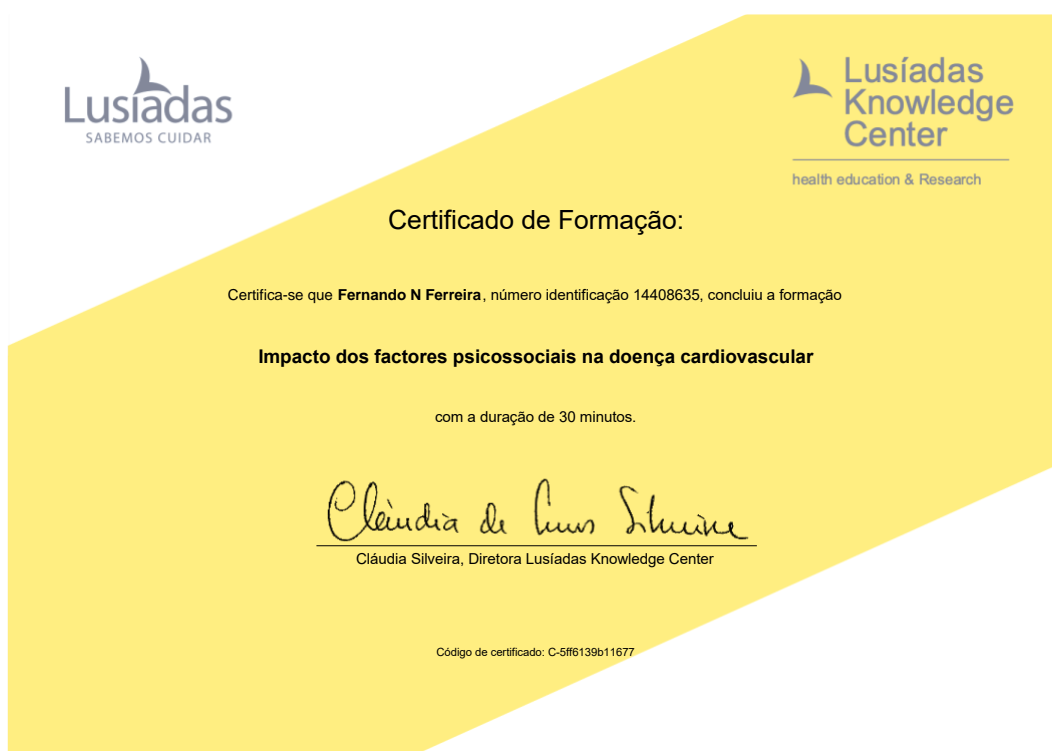 Lusíadas
SABEMOS CUIDAR
Lusíadas
Knowledge
Center
health education & Research
Certificado de Formação:
Certifica-se que Fernando N Ferreira, número identificação 14408635, concluiu a formação
Impacto dos factores psicossociais na doença cardiovascular
com a duração de 30 minutos.
Cláudia de
Cláudia Silveira, Diretora Lusíadas Knowledge Center
Código de certificado: C-5ff6139b11677